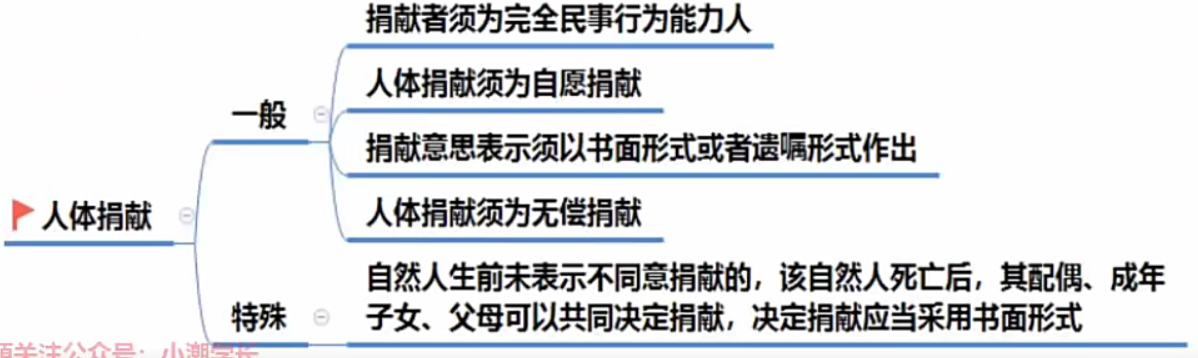 捐献者须为完全民事行为能力人
人体捐献须为自愿捐献
一般
捐献意思表示须以书面形式或者遗嘱形式作出
人体捐献
人体捐献须为无偿捐献
自然人生前未表示不同意捐献的，该自然人死亡后，其配偶、成年
子女、父母可以共同决定捐献，决定捐献应当采用书面形式
特殊
关注公众号：小潮学长